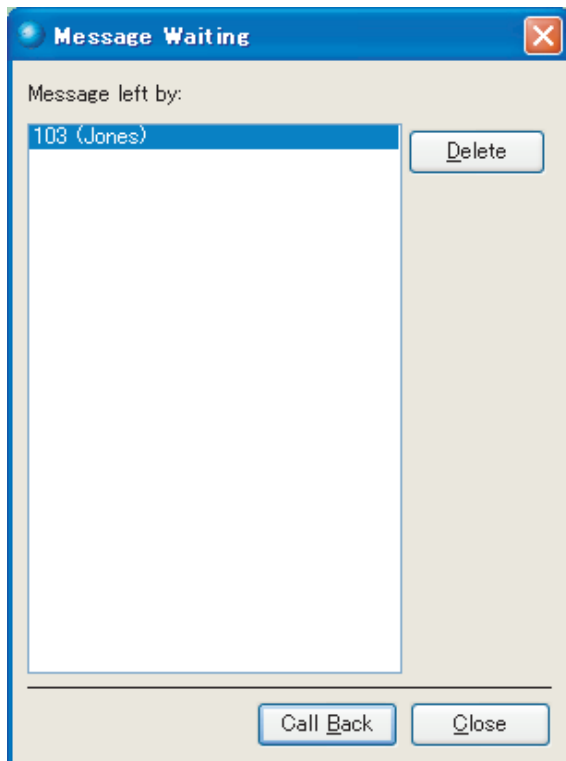 Message Waiting
Message left by:
103 (Jones)
Delete
Call Back
Close